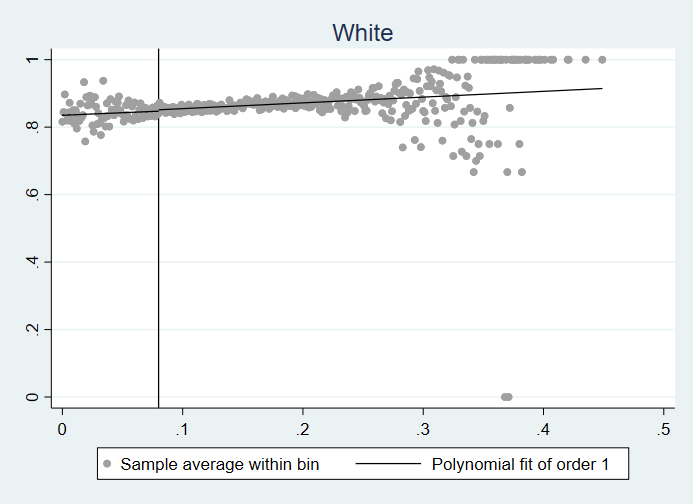 White
1
.8
.6
.4
.2
0
0 .1 .2 .3 .4 .5
Sample average within bin Polynomial fit of order 1